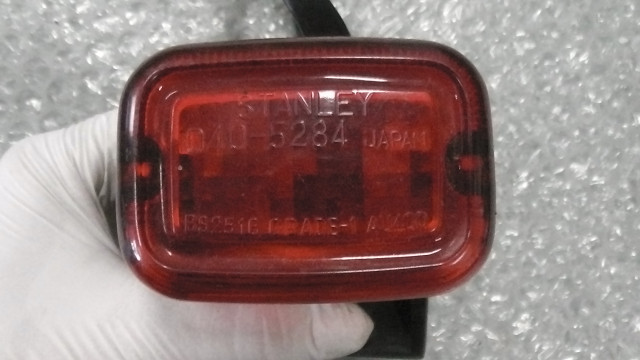 STANLEY
040-5284 JAPAN
BS2516 GRADE-1 AU40R